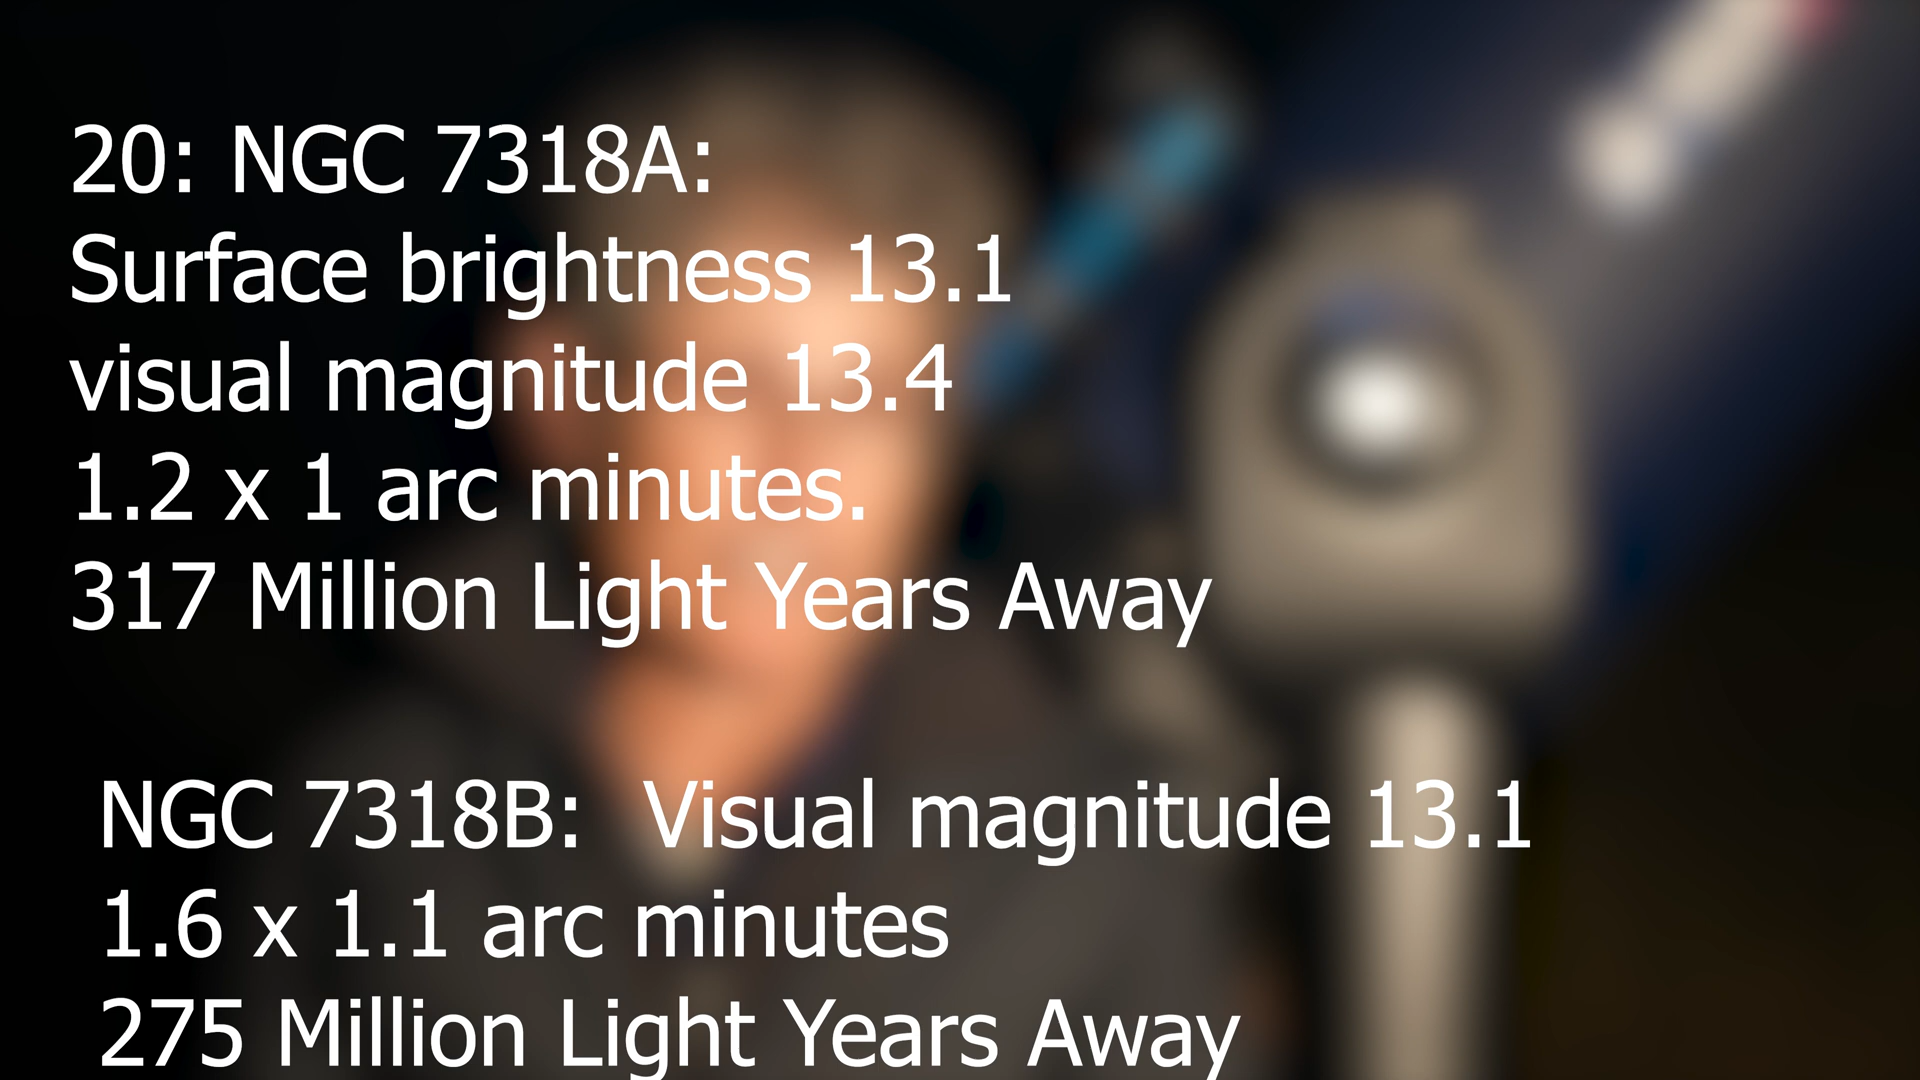 20: NGC 7318A:
Surface brightness 13.1
visual magnitude 13.4
1.2 x 1 arc minutes.
317 Million Light Years Away
NGC 7318B: Visual magnitude 13.1
1.6 x 1.1 arc minutes
275 Million Light Years Away